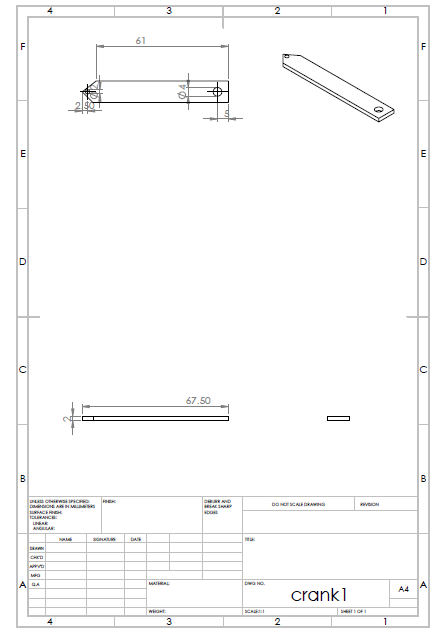 4 3 2 1
F F
61
Ø2
Ø4
2.50
5
E E
D D
C C
67.50
2
B B
UNLESS OTHERWISE SPECIFIED: FINISH: DEBURR AND
DIMENSIONS ARE IN MILLIMETERS BREAK SHARP
SURFACE FINISH: EDGES
TOLERANCES:
LINEAR:
ANGULAR:
DO NOT SCALE DRAWING REVISION
NAME SIGNATURE DATE TITLE:
DRAWN
CHK'D
APPV'D
MFG
Q.A MATERIAL: DWG NO.
A crank1 A4 A
WEIGHT: SCALE:1:1 SHEET 1 OF 1
4 3 2 1